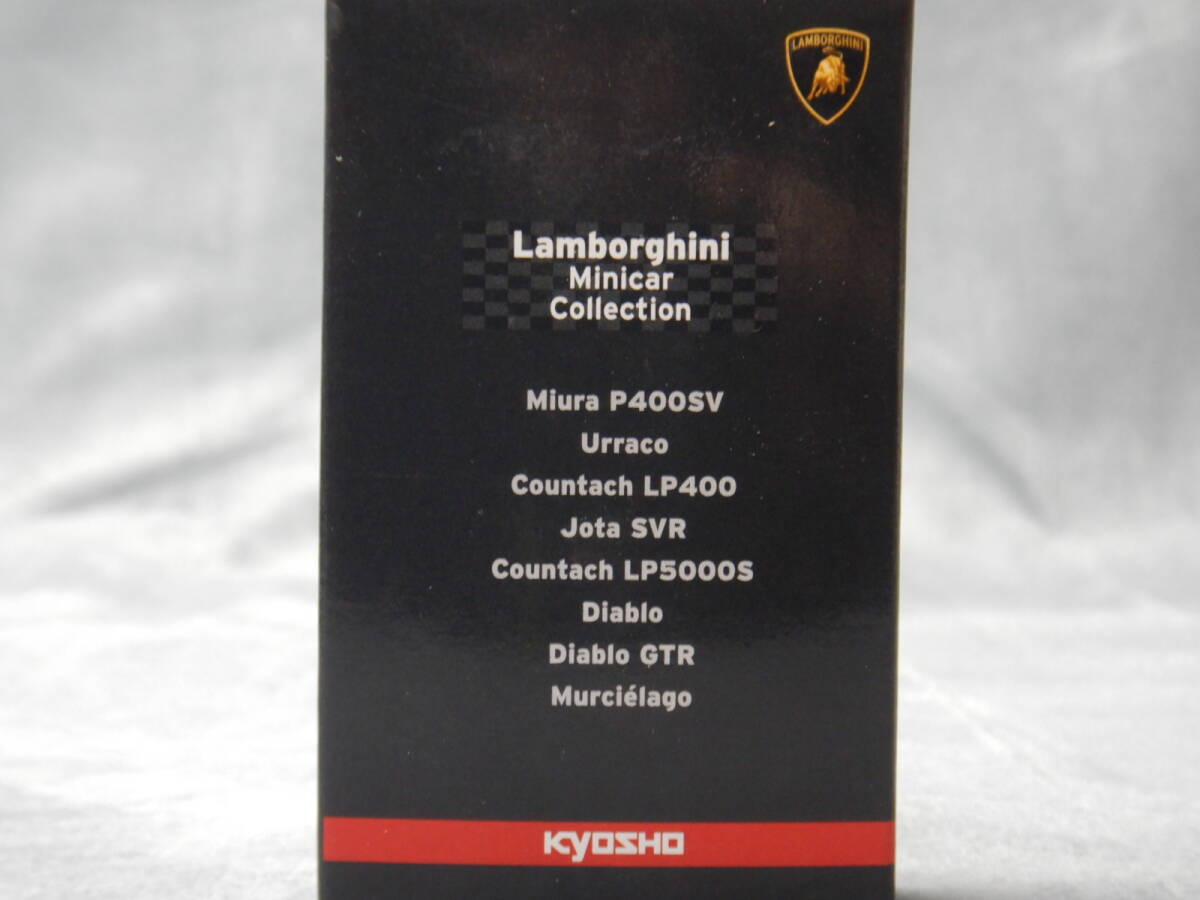 LAMBORGHINI
Lamborghini
Minicar
Collection
Miura P400SV
Urraco
Countach LP400
Jota SVR
Countach LP5000S
Diablo
Diablo GTR
Murciélago
KYOSHO